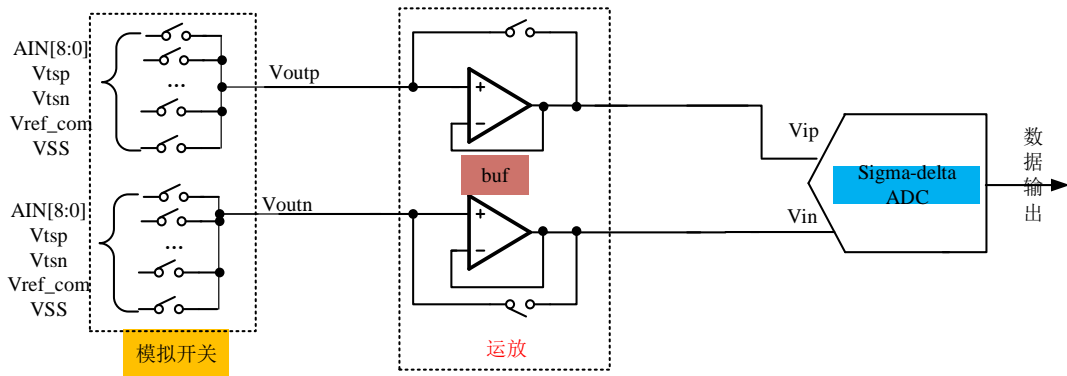 AIN[8:0]
Vtsp
Vtsn
Vref_com
VSS
...
Voutp
+
−
buf
Vip
Sigma-delta
ADC
数据输出
AIN[8:0]
Vtsp
Vtsn
Vref_com
VSS
...
Voutn
+
−
Vin
模拟开关
运放